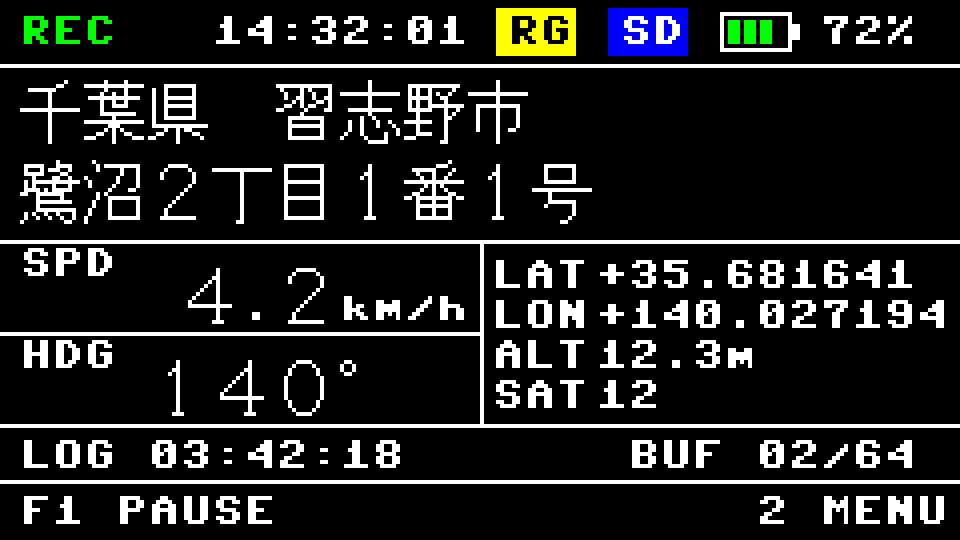 REC 14:32:01 RG SD 72%
千葉県　習志野市
鷺沼２丁目１番１号
SPD 4.2 km/h
HDG 140°
LAT +35.681641
LON +140.027194
ALT 12.3m
SAT 12
LOG 03:42:18 BUF 02/64
F1 PAUSE 2 MENU